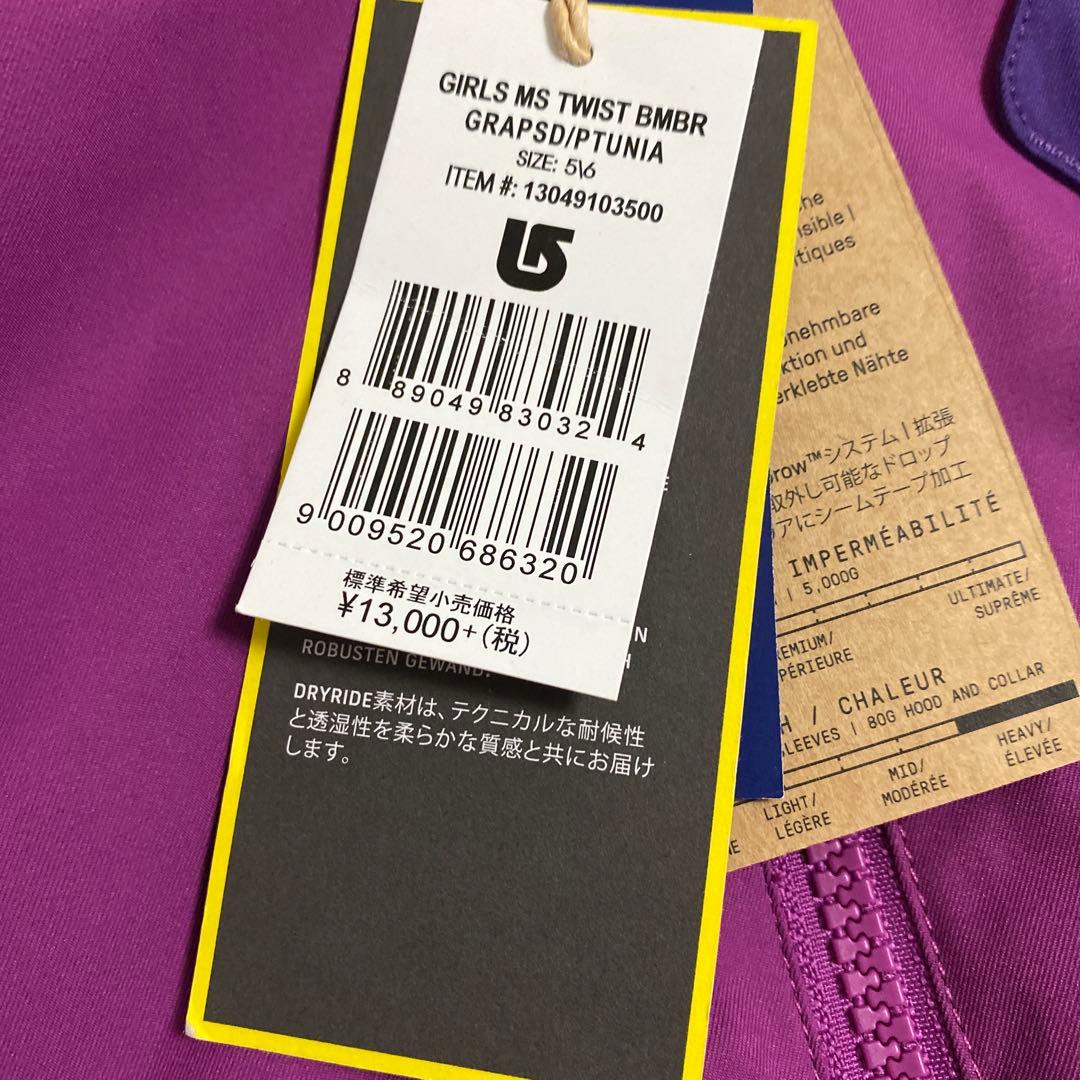 GIRLS MS TWIST BMBR
GRAPSD/PTUNIA
SIZE: 5\6
ITEM #: 13049103500
8 89049 83032 4
9 009520 686320
標準希望小売価格
¥13,000+(税)
ROBUSTEN GEWAND.
DRYRIDE素材は、テクニカルな耐候性
と透湿性を柔らかな質感と共にお届け
します。
ktion und
erklebte Nähte
row™システム | 拡張
取外し可能なドロップ
アにシームテープ加工
IMPERMÉABILITÉ
| 5,000G
ULTIMATE/
SUPRÊME
EMIUM/
PÉRIEURE
H / CHALEUR
LEEVES | 80G HOOD AND COLLAR
HEAVY/
ÉLEVÉE
MID/
MODÉRÉE
LIGHT/
LÉGÈRE